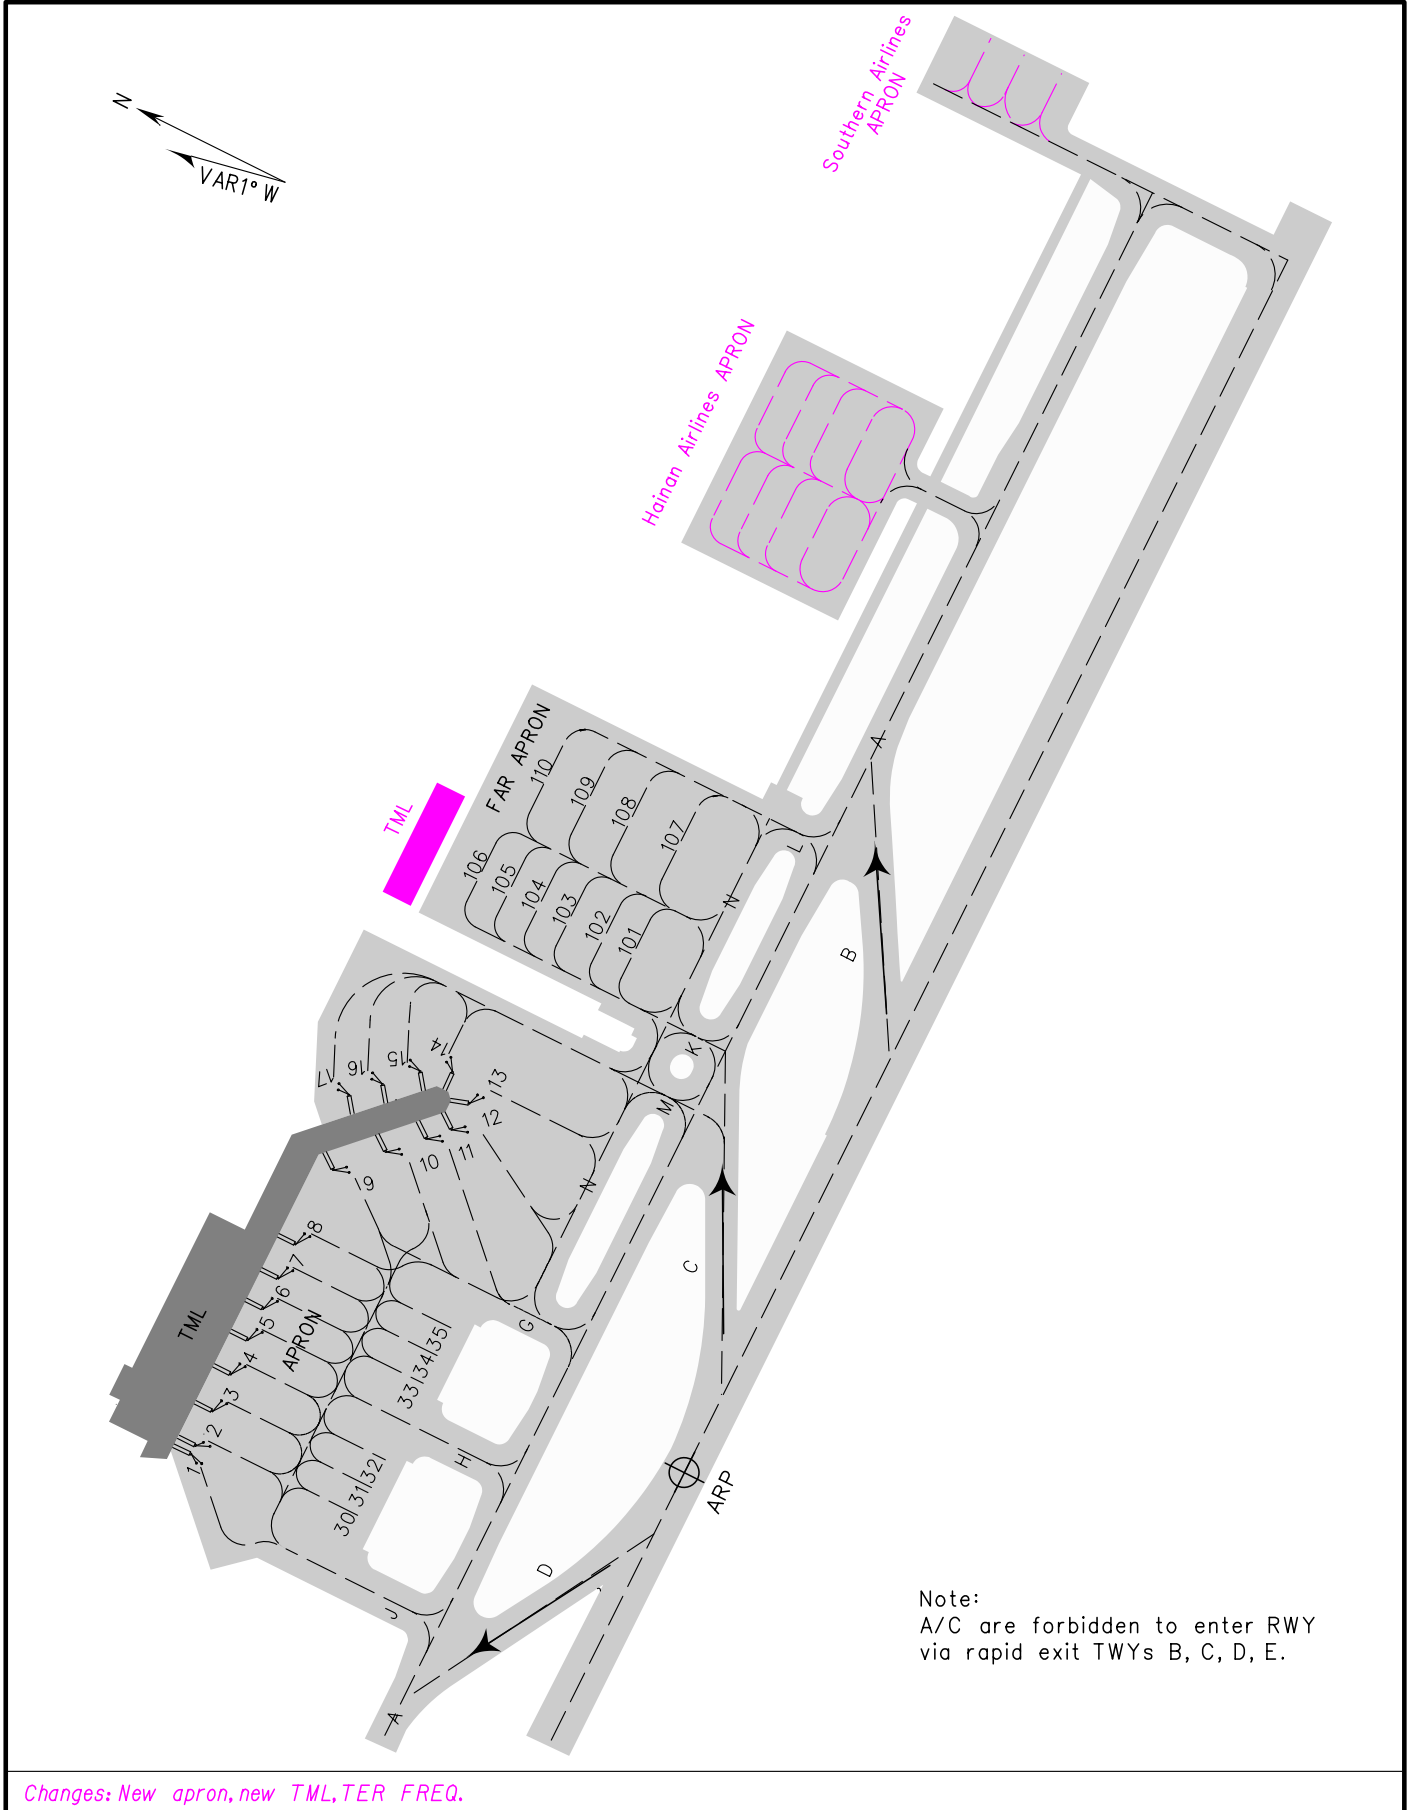 Southern Airlines
APRON
N
VAR1° W
Hainan Airlines APRON
FAR APRON
TML
110
109
108
107
106
105
104
103
102
101
A
L
N
B
K
M
14
15
16
17
13
12
11
10
9
N
8
7
6
5
4
3
2
1
TML
APRON
C
G
35
34
33
H
32
31
30
ARP
D
J
A
Note:
A/C are forbidden to enter RWY
via rapid exit TWYs B, C, D, E.
Changes: New apron, new TML, TER FREQ.